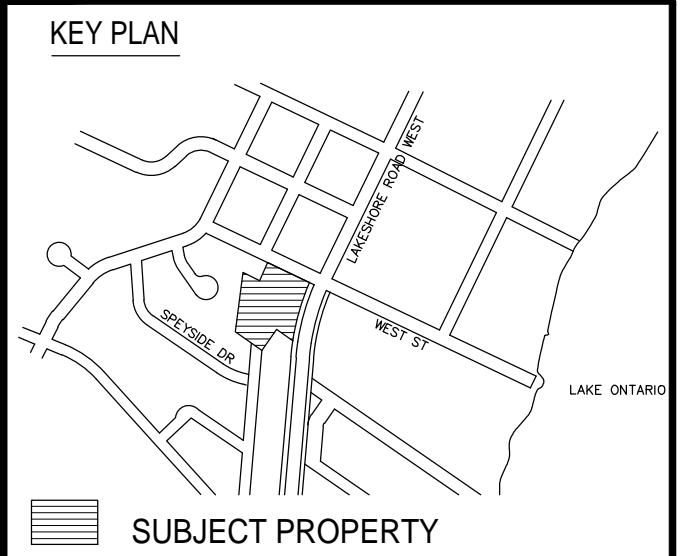 KEY PLAN
LAKESHORE ROAD WEST
SPEYSIDE DR
WEST ST
LAKE ONTARIO
SUBJECT PROPERTY